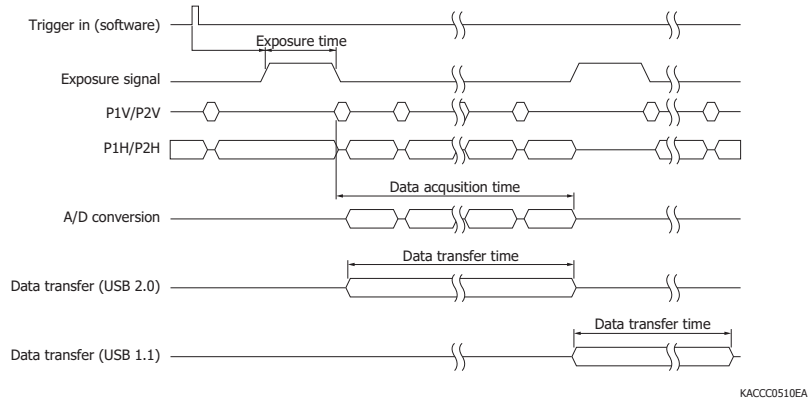 Trigger in (software)
Exposure time
Exposure signal
P1V/P2V
P1H/P2H
Data acqusition time
A/D conversion
Data transfer time
Data transfer (USB 2.0)
Data transfer time
Data transfer (USB 1.1)
KACCC0510EA